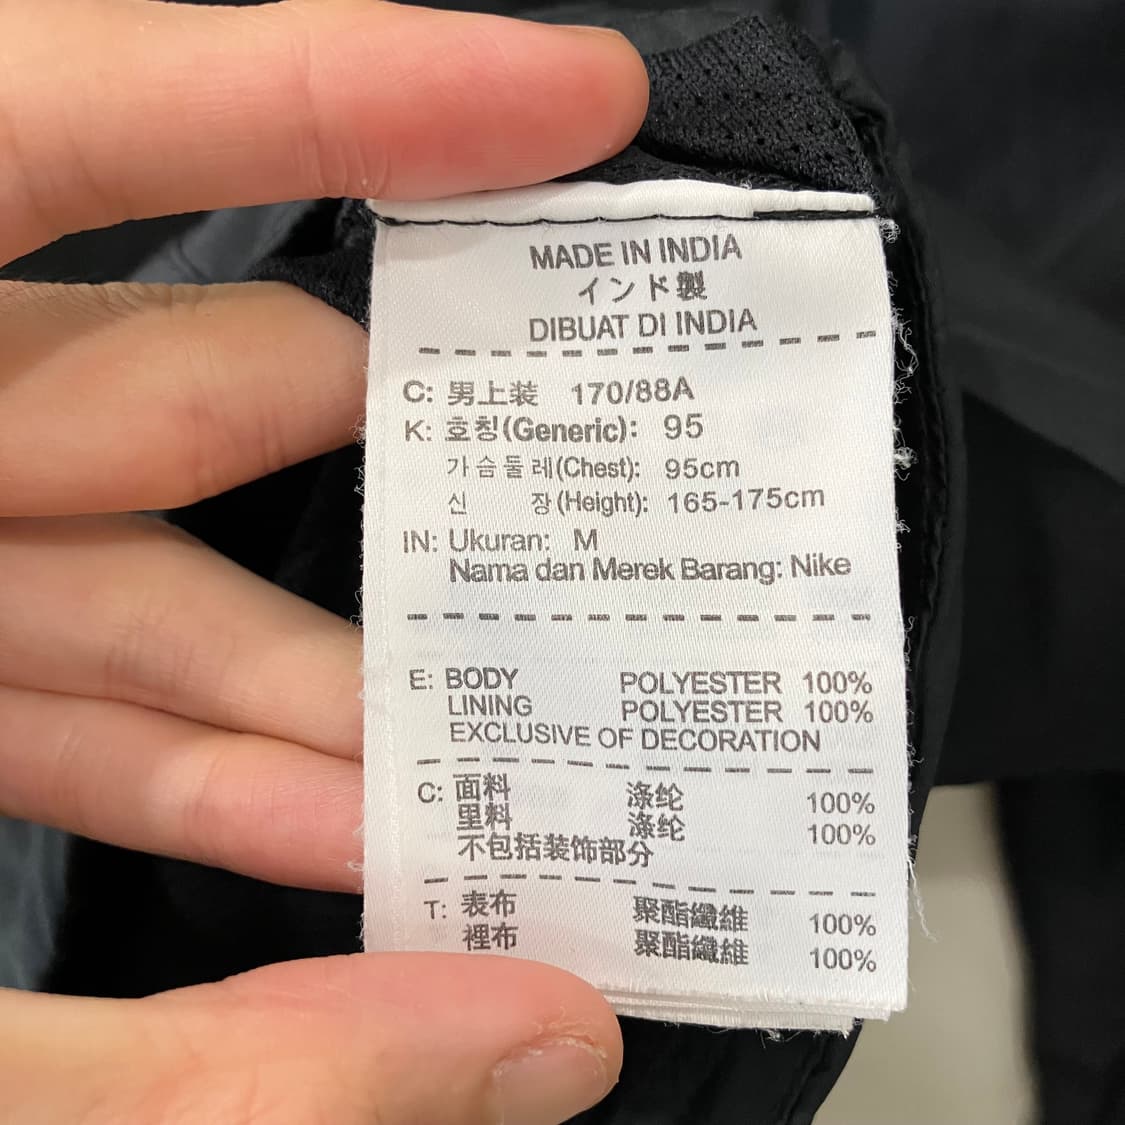 MADE IN INDIA
インド製
DIBUAT DI INDIA
C: 男上装 170/88A
K: 호칭(Generic): 95
가슴둘레(Chest): 95cm
신 장(Height): 165-175cm
IN: Ukuran: M
Nama dan Merek Barang: Nike
E: BODY POLYESTER 100%
LINING POLYESTER 100%
EXCLUSIVE OF DECORATION
C: 面料 涤纶 100%
里料 涤纶 100%
不包括装饰部分
T: 表布 聚酯纖維 100%
裡布 聚酯纖維 100%